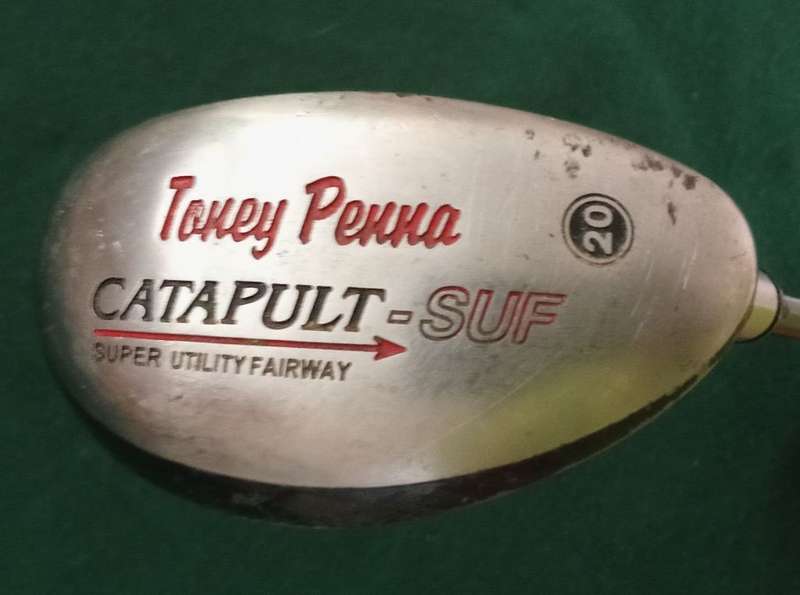 Toney Penna
20
CATAPULT-SUF
SUPER UTILITY FAIRWAY